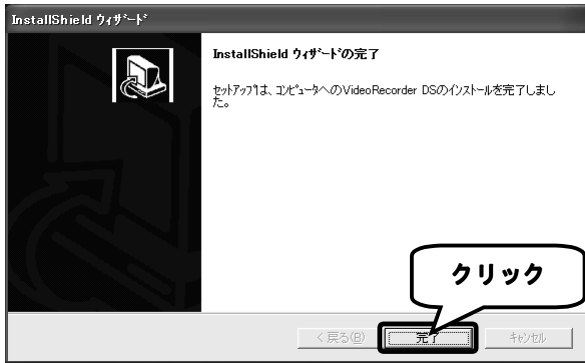 InstallShield ウィザード
InstallShield ウィザードの完了
セットアップは、コンピュータへのVideoRecorder DSのインストールを完了しまし
た。
クリック
< 戻る(B)
完了
キャンセル